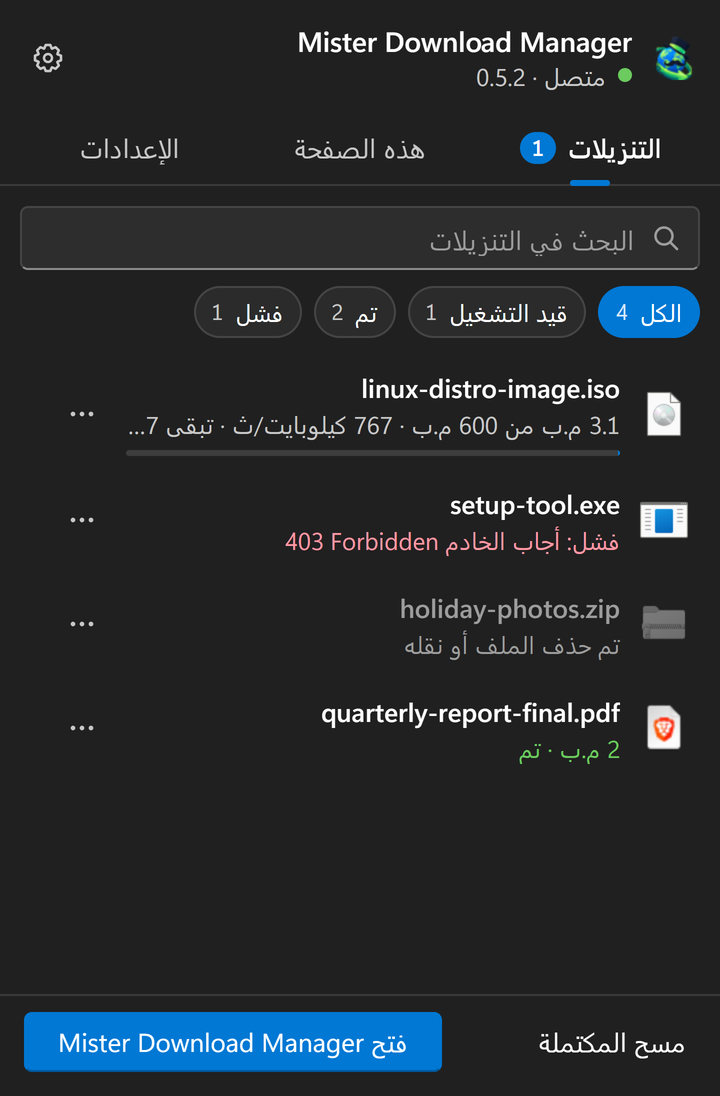 Mister Download Manager
متصل · 0.5.2
التنزيلات 1
هذه الصفحة
الإعدادات
البحث في التنزيلات
الكل 4
قيد التشغيل 1
تم 2
فشل 1
linux-distro-image.iso
3.1 م.ب من 600 م.ب · 767 كيلوبايت/ث · تبقى 7...
setup-tool.exe
فشل: أجاب الخادم 403 Forbidden
holiday-photos.zip
تم حذف الملف أو نقله
quarterly-report-final.pdf
2 م.ب · تم
مسح المكتملة
فتح Mister Download Manager